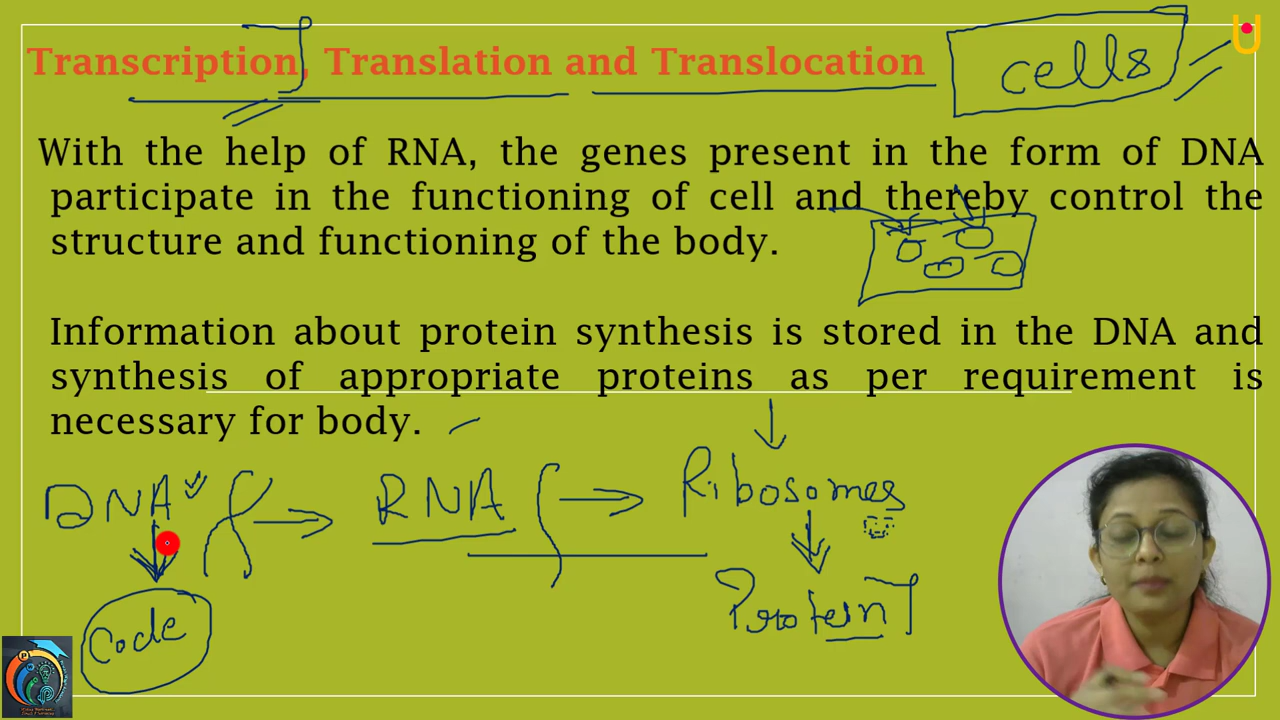 Transcription, Translation and Translocation
cells
With the help of RNA, the genes present in the form of DNA
participate in the functioning of cell and thereby control the
structure and functioning of the body.
Information about protein synthesis is stored in the DNA and
synthesis of appropriate proteins as per requirement is
necessary for body.
DNA → RNA → Ribosomes
Code
Protein